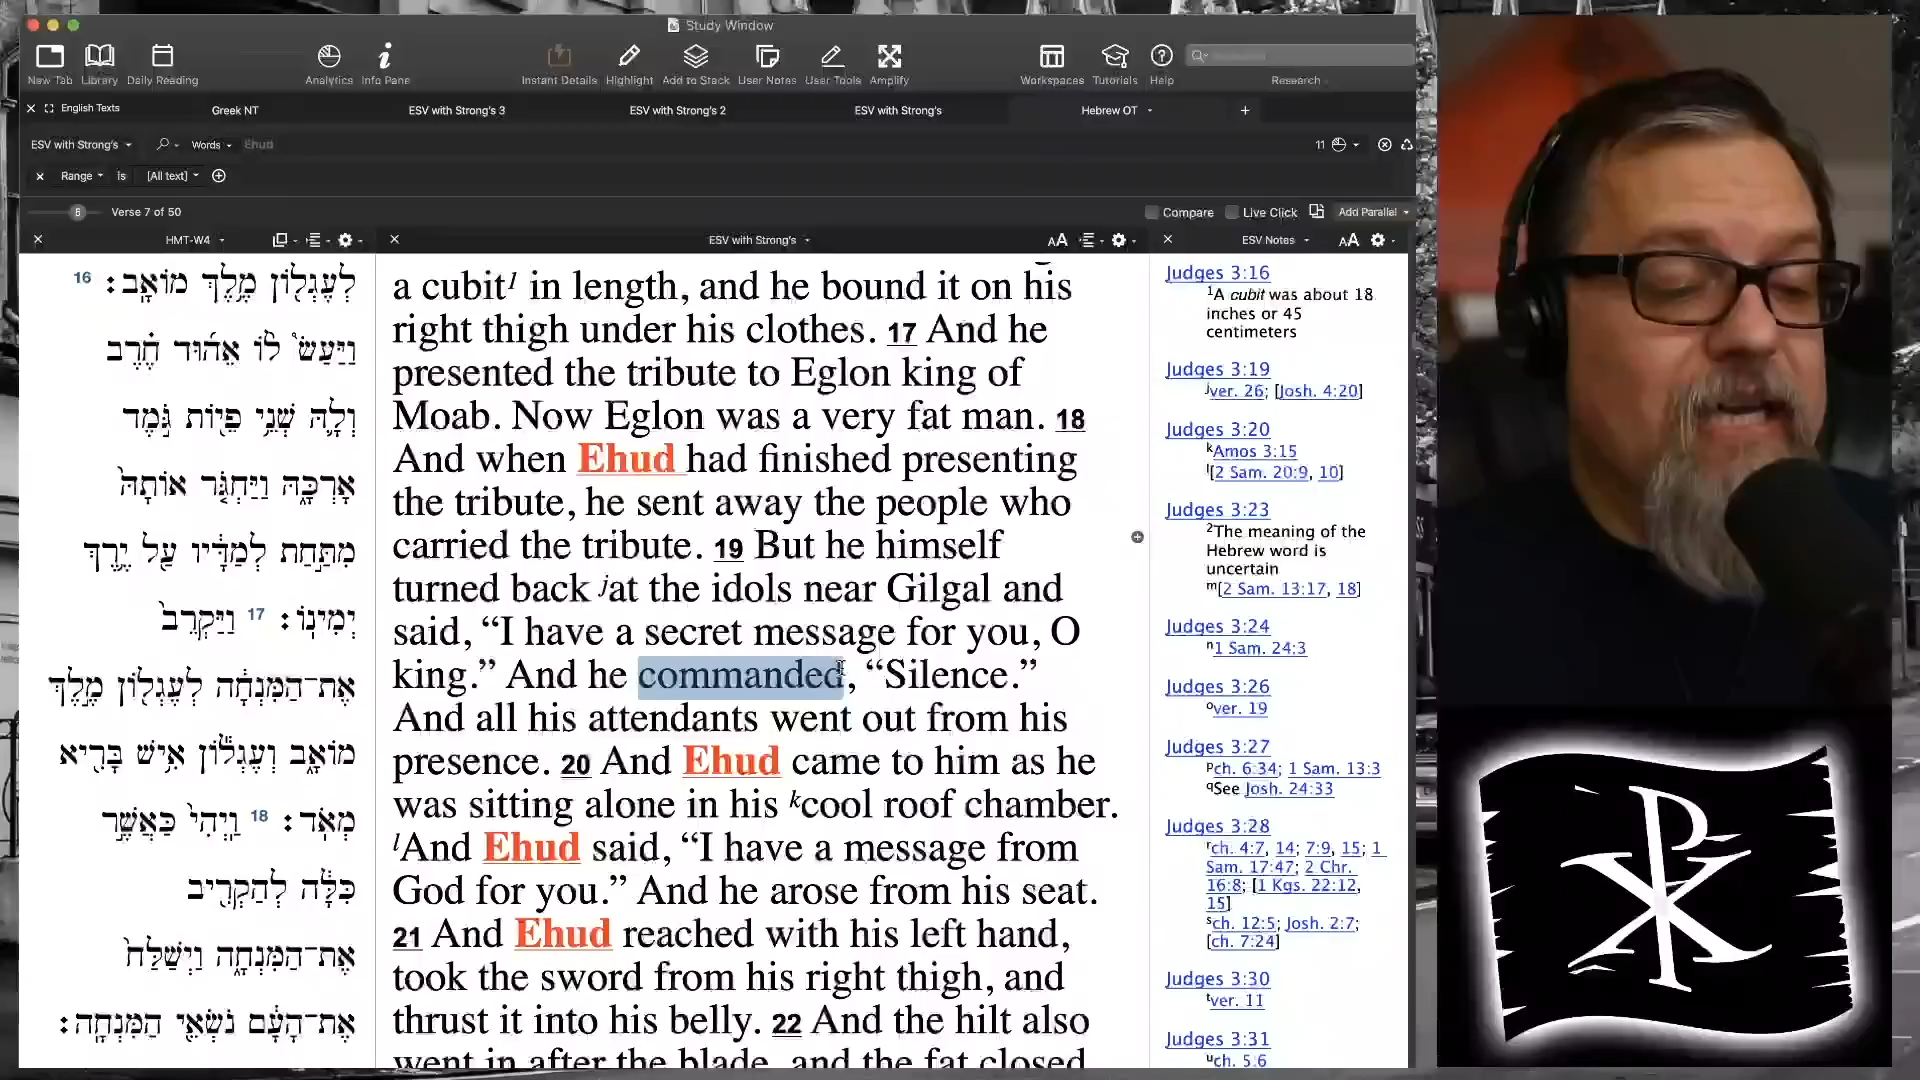 Study Window
New Tab Library Daily Reading Analytics Info Pane Instant Details Highlight Add to Stack User Notes User Tools Amplify Workspaces Tutorials Help Research
English Texts Greek NT ESV with Strong's 3 ESV with Strong's 2 ESV with Strong's Hebrew OT
ESV with Strong's Words Ehud 11
Range is [All text]
6 Verse 7 of 50 Compare Live Click Add Parallel
HMT-W4 ESV with Strong's AA ESV Notes AA
לְעֶגְל֖וֹן מֶ֥לֶךְ מוֹאָֽב׃ 16
וַיַּעַשׂ֩ ל֨וֹ אֵה֜וּד חֶ֗רֶב
וְלָ֛הּ שְׁנֵ֥י פֵי֖וֹת גֹּ֣מֶד
אָרְכָּ֑הּ וַיַּחְגֹּ֤ר אוֹתָהּ֙
מִתַּ֣חַת לְמַדָּ֔יו עַ֖ל יֶ֥רֶךְ
יְמִינֽוֹ׃ 17 וַיַּקְרֵב֙
אֶת־הַמִּנְחָ֔ה לְעֶגְל֖וֹן מֶ֣לֶךְ
מוֹאָ֑ב וְעֶגְל֕וֹן אִ֥ישׁ בָּרִ֖יא
מְאֹֽד׃ 18 וַֽיְהִי֙ כַּאֲשֶׁ֣ר
כִּלָּ֔ה לְהַקְרִ֖יב
אֶת־הַמִּנְחָ֑ה וַיְשַׁלַּח֙
אֶת־הָעָ֔ם נֹשְׂאֵ֖י הַמִּנְחָֽה׃
a cubit¹ in length, and he bound it on his
right thigh under his clothes. 17 And he
presented the tribute to Eglon king of
Moab. Now Eglon was a very fat man. 18
And when Ehud had finished presenting
the tribute, he sent away the people who
carried the tribute. 19 But he himself
turned back ʲat the idols near Gilgal and
said, “I have a secret message for you, O
king.” And he commanded, “Silence.”
And all his attendants went out from his
presence. 20 And Ehud came to him as he
was sitting alone in his ᵏcool roof chamber.
ˡAnd Ehud said, “I have a message from
God for you.” And he arose from his seat.
21 And Ehud reached with his left hand,
took the sword from his right thigh, and
thrust it into his belly. 22 And the hilt also
went in after the blade, and the fat closed
Judges 3:16
¹A cubit was about 18
inches or 45
centimeters
Judges 3:19
ʲver. 26; [Josh. 4:20]
Judges 3:20
ᵏAmos 3:15
ˡ[2 Sam. 20:9, 10]
Judges 3:23
²The meaning of the
Hebrew word is
uncertain
ᵐ[2 Sam. 13:17, 18]
Judges 3:24
ⁿ1 Sam. 24:3
Judges 3:26
ᵒver. 19
Judges 3:27
ᵖch. 6:34; 1 Sam. 13:3
qSee Josh. 24:33
Judges 3:28
ʳch. 4:7, 14; 7:9, 15; 1
Sam. 17:47; 2 Chr.
16:8; [1 Kgs. 22:12,
15]
ˢch. 12:5; Josh. 2:7;
[ch. 7:24]
Judges 3:30
ᵗver. 11
Judges 3:31
ᵘch. 5:6